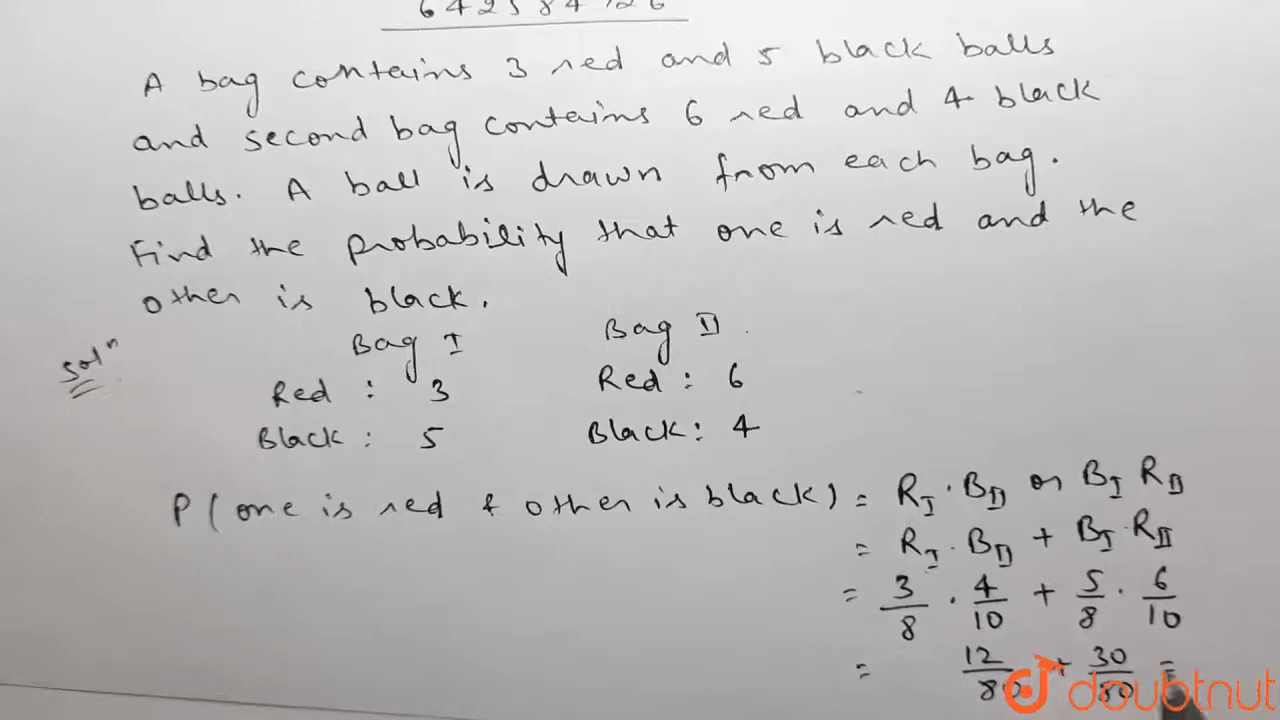 A bag contains 3 red and 5 black balls
and second bag contains 6 red and 4 black
balls. A ball is drawn from each bag.
Find the probability that one is red and the
other is black.
Solⁿ
Bag I Bag II
Red : 3 Red : 6
Black : 5 Black : 4
P ( one is red & other is black ) = R_I . B_II or B_I R_II
= R_I . B_II + B_I . R_II
= 3/8 . 4/10 + 5/8 . 6/10
= 12/80 + 30/80 =
doubtnut